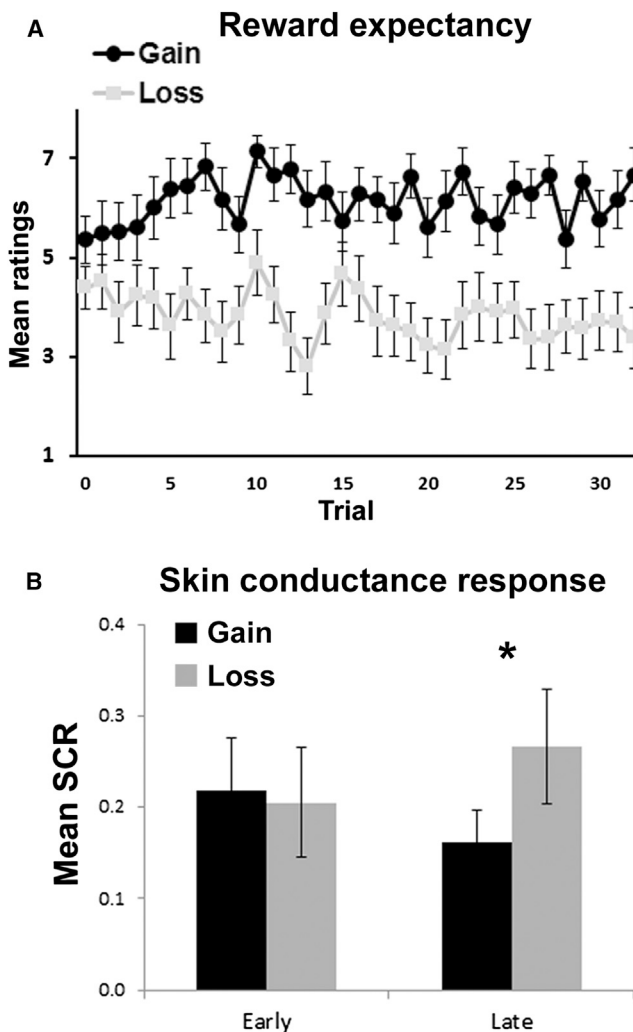 A
Reward expectancy
Gain
Loss
7
5
3
1
Mean ratings
0 5 10 15 20 25 30
Trial
B
Skin conductance response
Gain
Loss
*
0.4
0.3
0.2
0.1
0.0
Mean SCR
Early Late